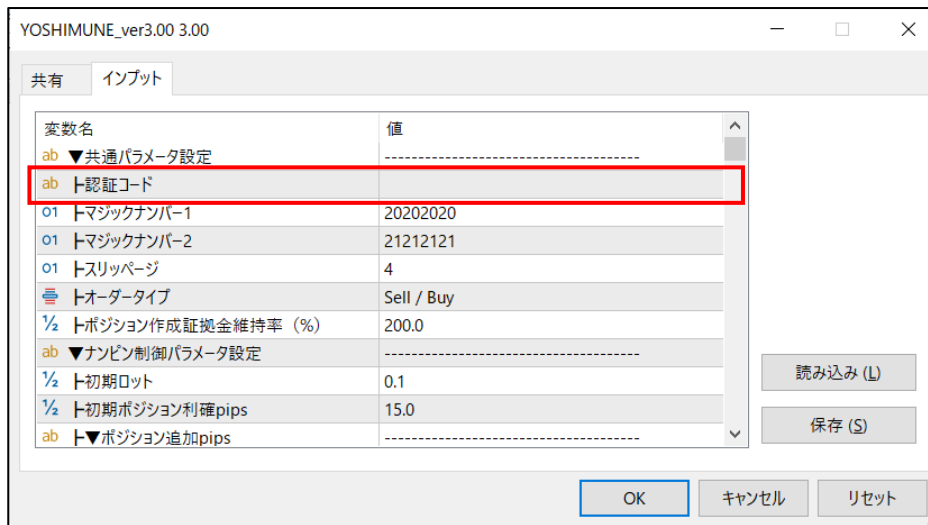 YOSHIMUNE_ver3.00 3.00
共有 インプット
変数名 値
ab ▼共通パラメータ設定 --------------------------------------
ab ┣認証コード
01 ┣マジックナンバー1 20202020
01 ┣マジックナンバー2 21212121
01 ┣スリッページ 4
┣オーダータイプ Sell / Buy
½ ┣ポジション作成証拠金維持率（%） 200.0
ab ▼ナンピン制御パラメータ設定 --------------------------------------
½ ┣初期ロット 0.1
½ ┣初期ポジション利確pips 15.0
ab ┣▼ポジション追加pips --------------------------------------
読み込み (L)
保存 (S)
OK キャンセル リセット